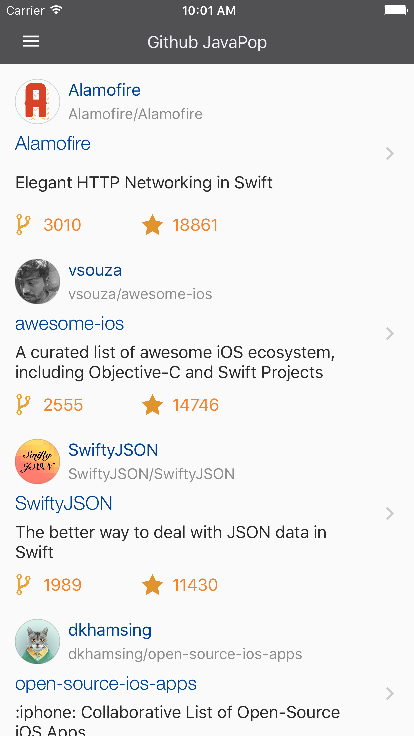 Carrier 10:01 AM
Github JavaPop
Alamofire
Alamofire/Alamofire
Alamofire
Elegant HTTP Networking in Swift
3010 18861
vsouza
vsouza/awesome-ios
awesome-ios
A curated list of awesome iOS ecosystem,
including Objective-C and Swift Projects
2555 14746
Swifty
JSON
SwiftyJSON
SwiftyJSON/SwiftyJSON
SwiftyJSON
The better way to deal with JSON data in
Swift
1989 11430
dkhamsing
dkhamsing/open-source-ios-apps
open-source-ios-apps
:iphone: Collaborative List of Open-Source
iOS Apps